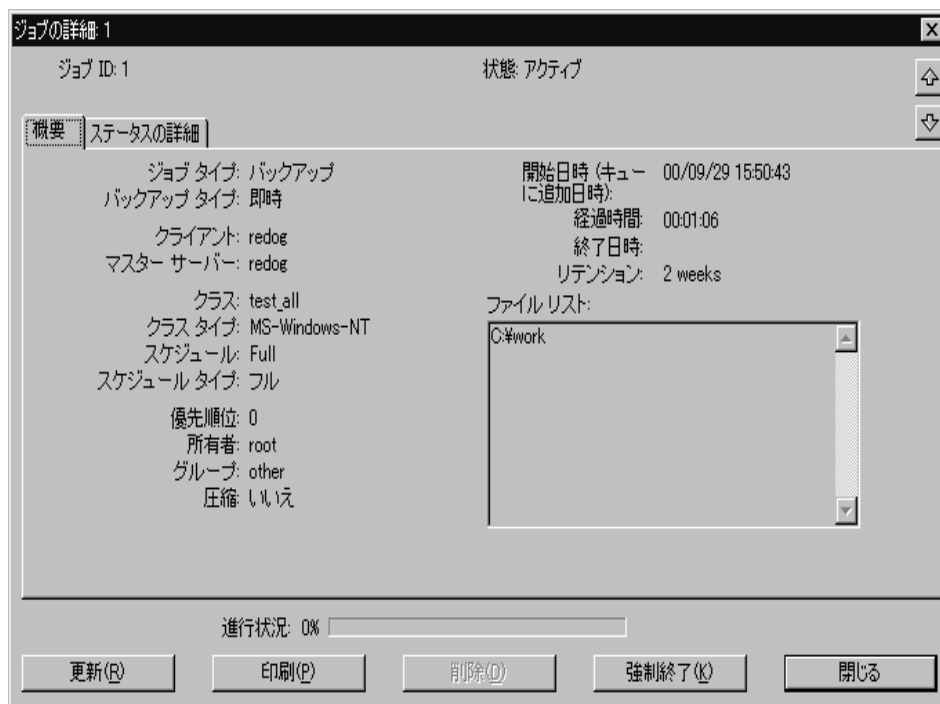 ジョブの詳細: 1
ジョブ ID: 1
状態: アクティブ
概要
ステータスの詳細
ジョブ タイプ: バックアップ
バックアップ タイプ: 即時
クライアント: redog
マスター サーバー: redog
クラス: test_all
クラス タイプ: MS-Windows-NT
スケジュール: Full
スケジュール タイプ: フル
優先順位: 0
所有者: root
グループ: other
圧縮: いいえ
開始日時 (キュー
に追加日時): 00/09/29 15:50:43
経過時間: 00:01:06
終了日時:
リテンション: 2 weeks
ファイル リスト:
C:¥work
進行状況: 0%
更新(R)
印刷(P)
削除(D)
強制終了(K)
閉じる